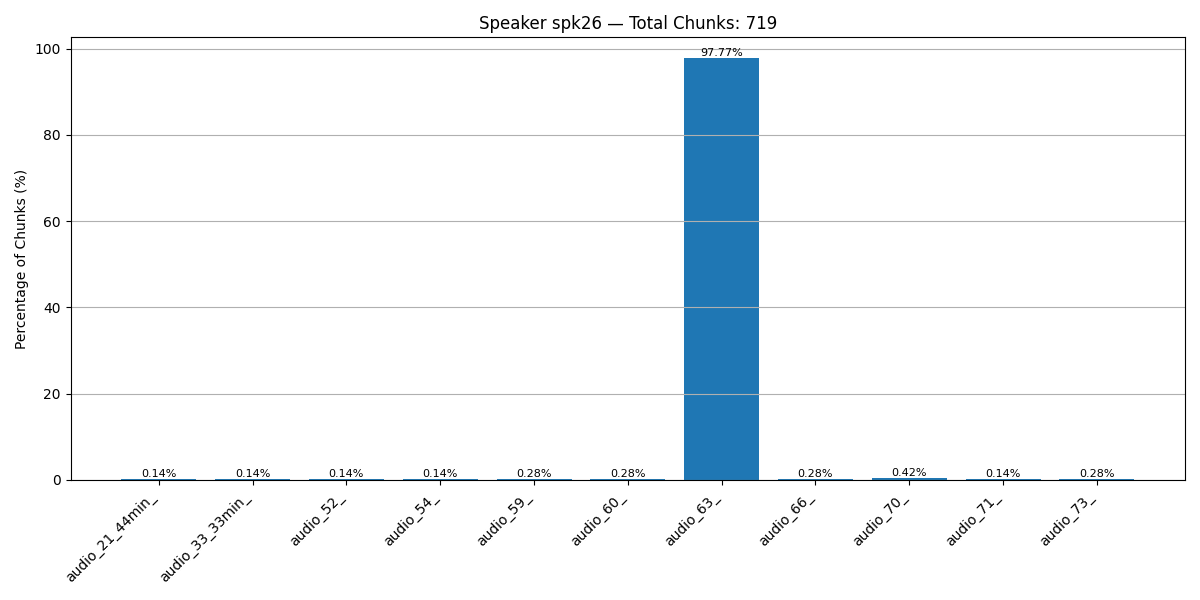 Speaker spk26 — Total Chunks: 719
Percentage of Chunks (%)
100
80
60
40
20
0
0.14%
0.14%
0.14%
0.14%
0.28%
0.28%
97.77%
0.28%
0.42%
0.14%
0.28%
audio_21_44min_
audio_33_33min_
audio_52_
audio_54_
audio_59_
audio_60_
audio_63_
audio_66_
audio_70_
audio_71_
audio_73_